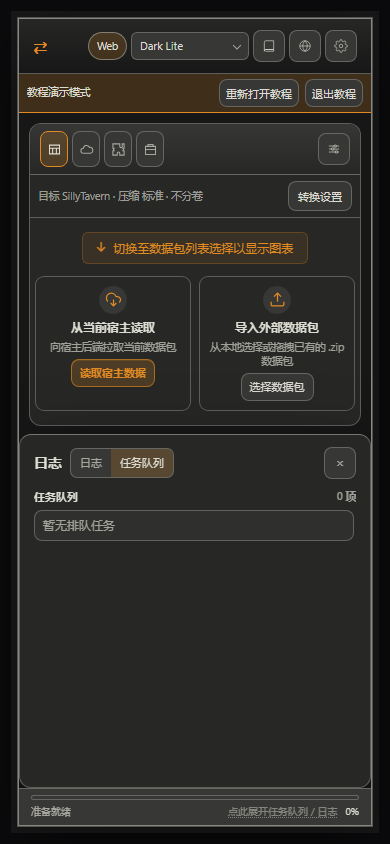 Web
Dark Lite
教程演示模式
重新打开教程
退出教程
目标 SillyTavern · 压缩 标准 · 不分卷
转换设置
切换至数据包列表选择以显示图表
从当前宿主读取
向宿主后端拉取当前数据包
读取宿主数据
导入外部数据包
从本地选择或拖拽已有的 .zip
数据包
选择数据包
日志
日志
任务队列
任务队列
0 项
暂无排队任务
准备就绪
点此展开任务队列 / 日志
0%